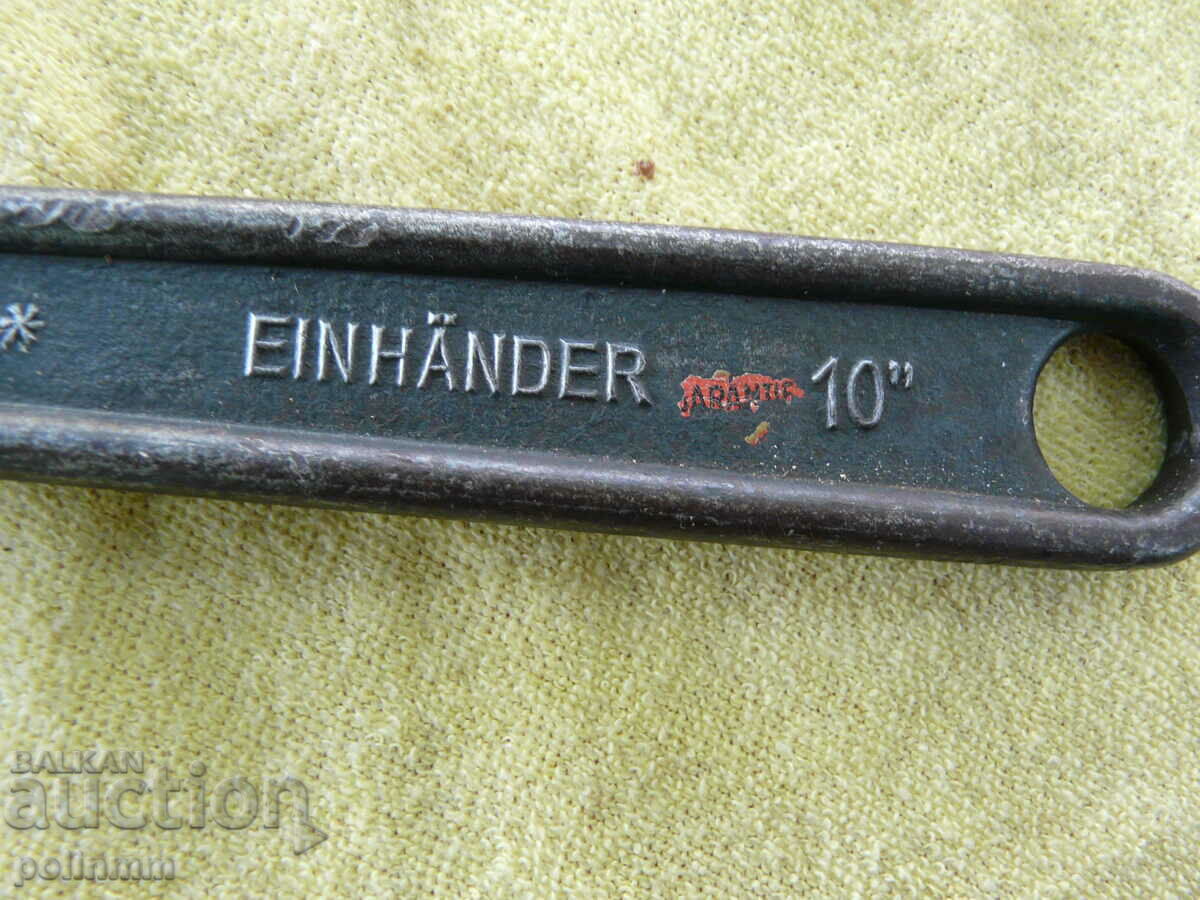 * EINHÄNDER 10"
BALKAN
auction
polinmm